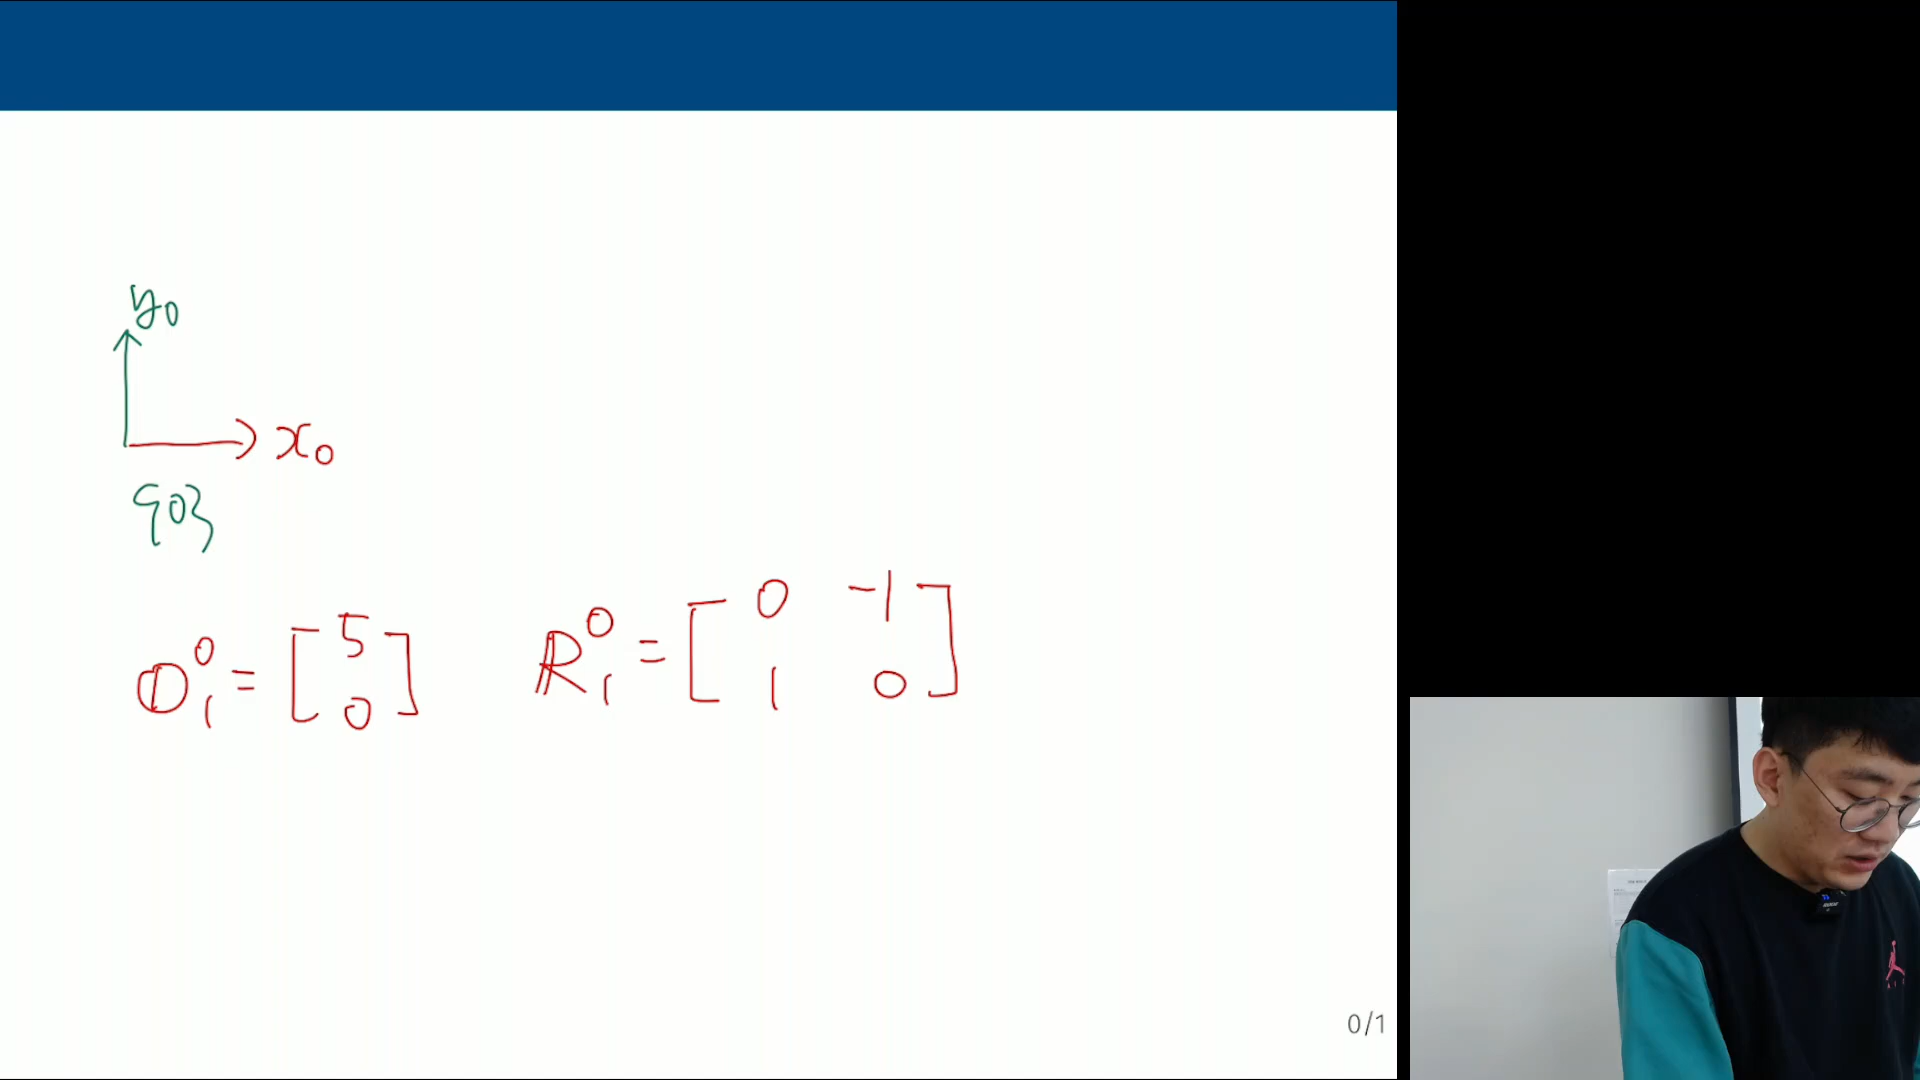 y₀
x₀
{0}
O₁⁰ = [ 5 0 ]
R₁⁰ = [ 0 -1 1 0 ]
0/1